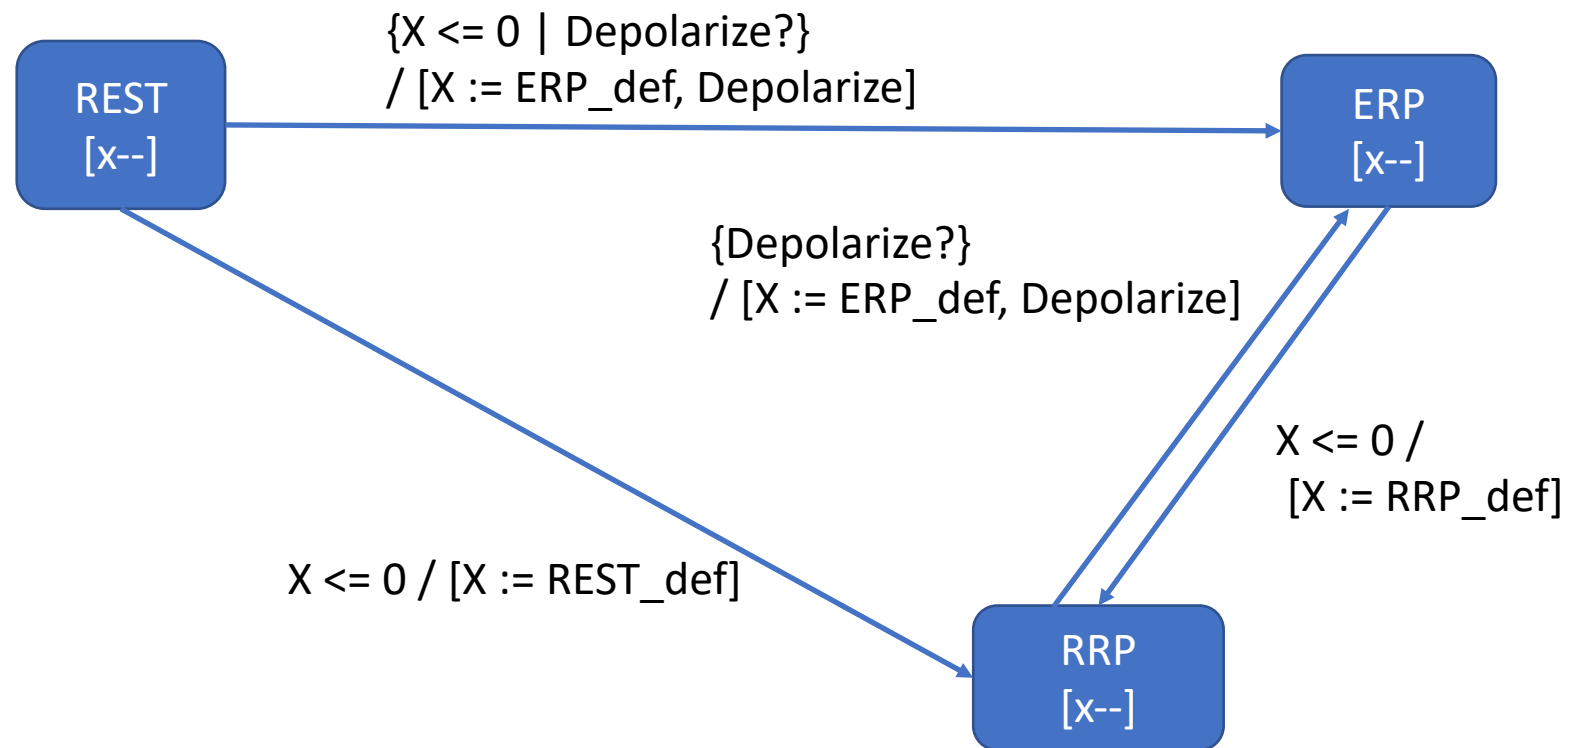 {X <= 0 | Depolarize?}
/ [X := ERP_def, Depolarize]
REST
[x--]
ERP
[x--]
{Depolarize?}
/ [X := ERP_def, Depolarize]
X <= 0 /
[X := RRP_def]
X <= 0 / [X := REST_def]
RRP
[x--]